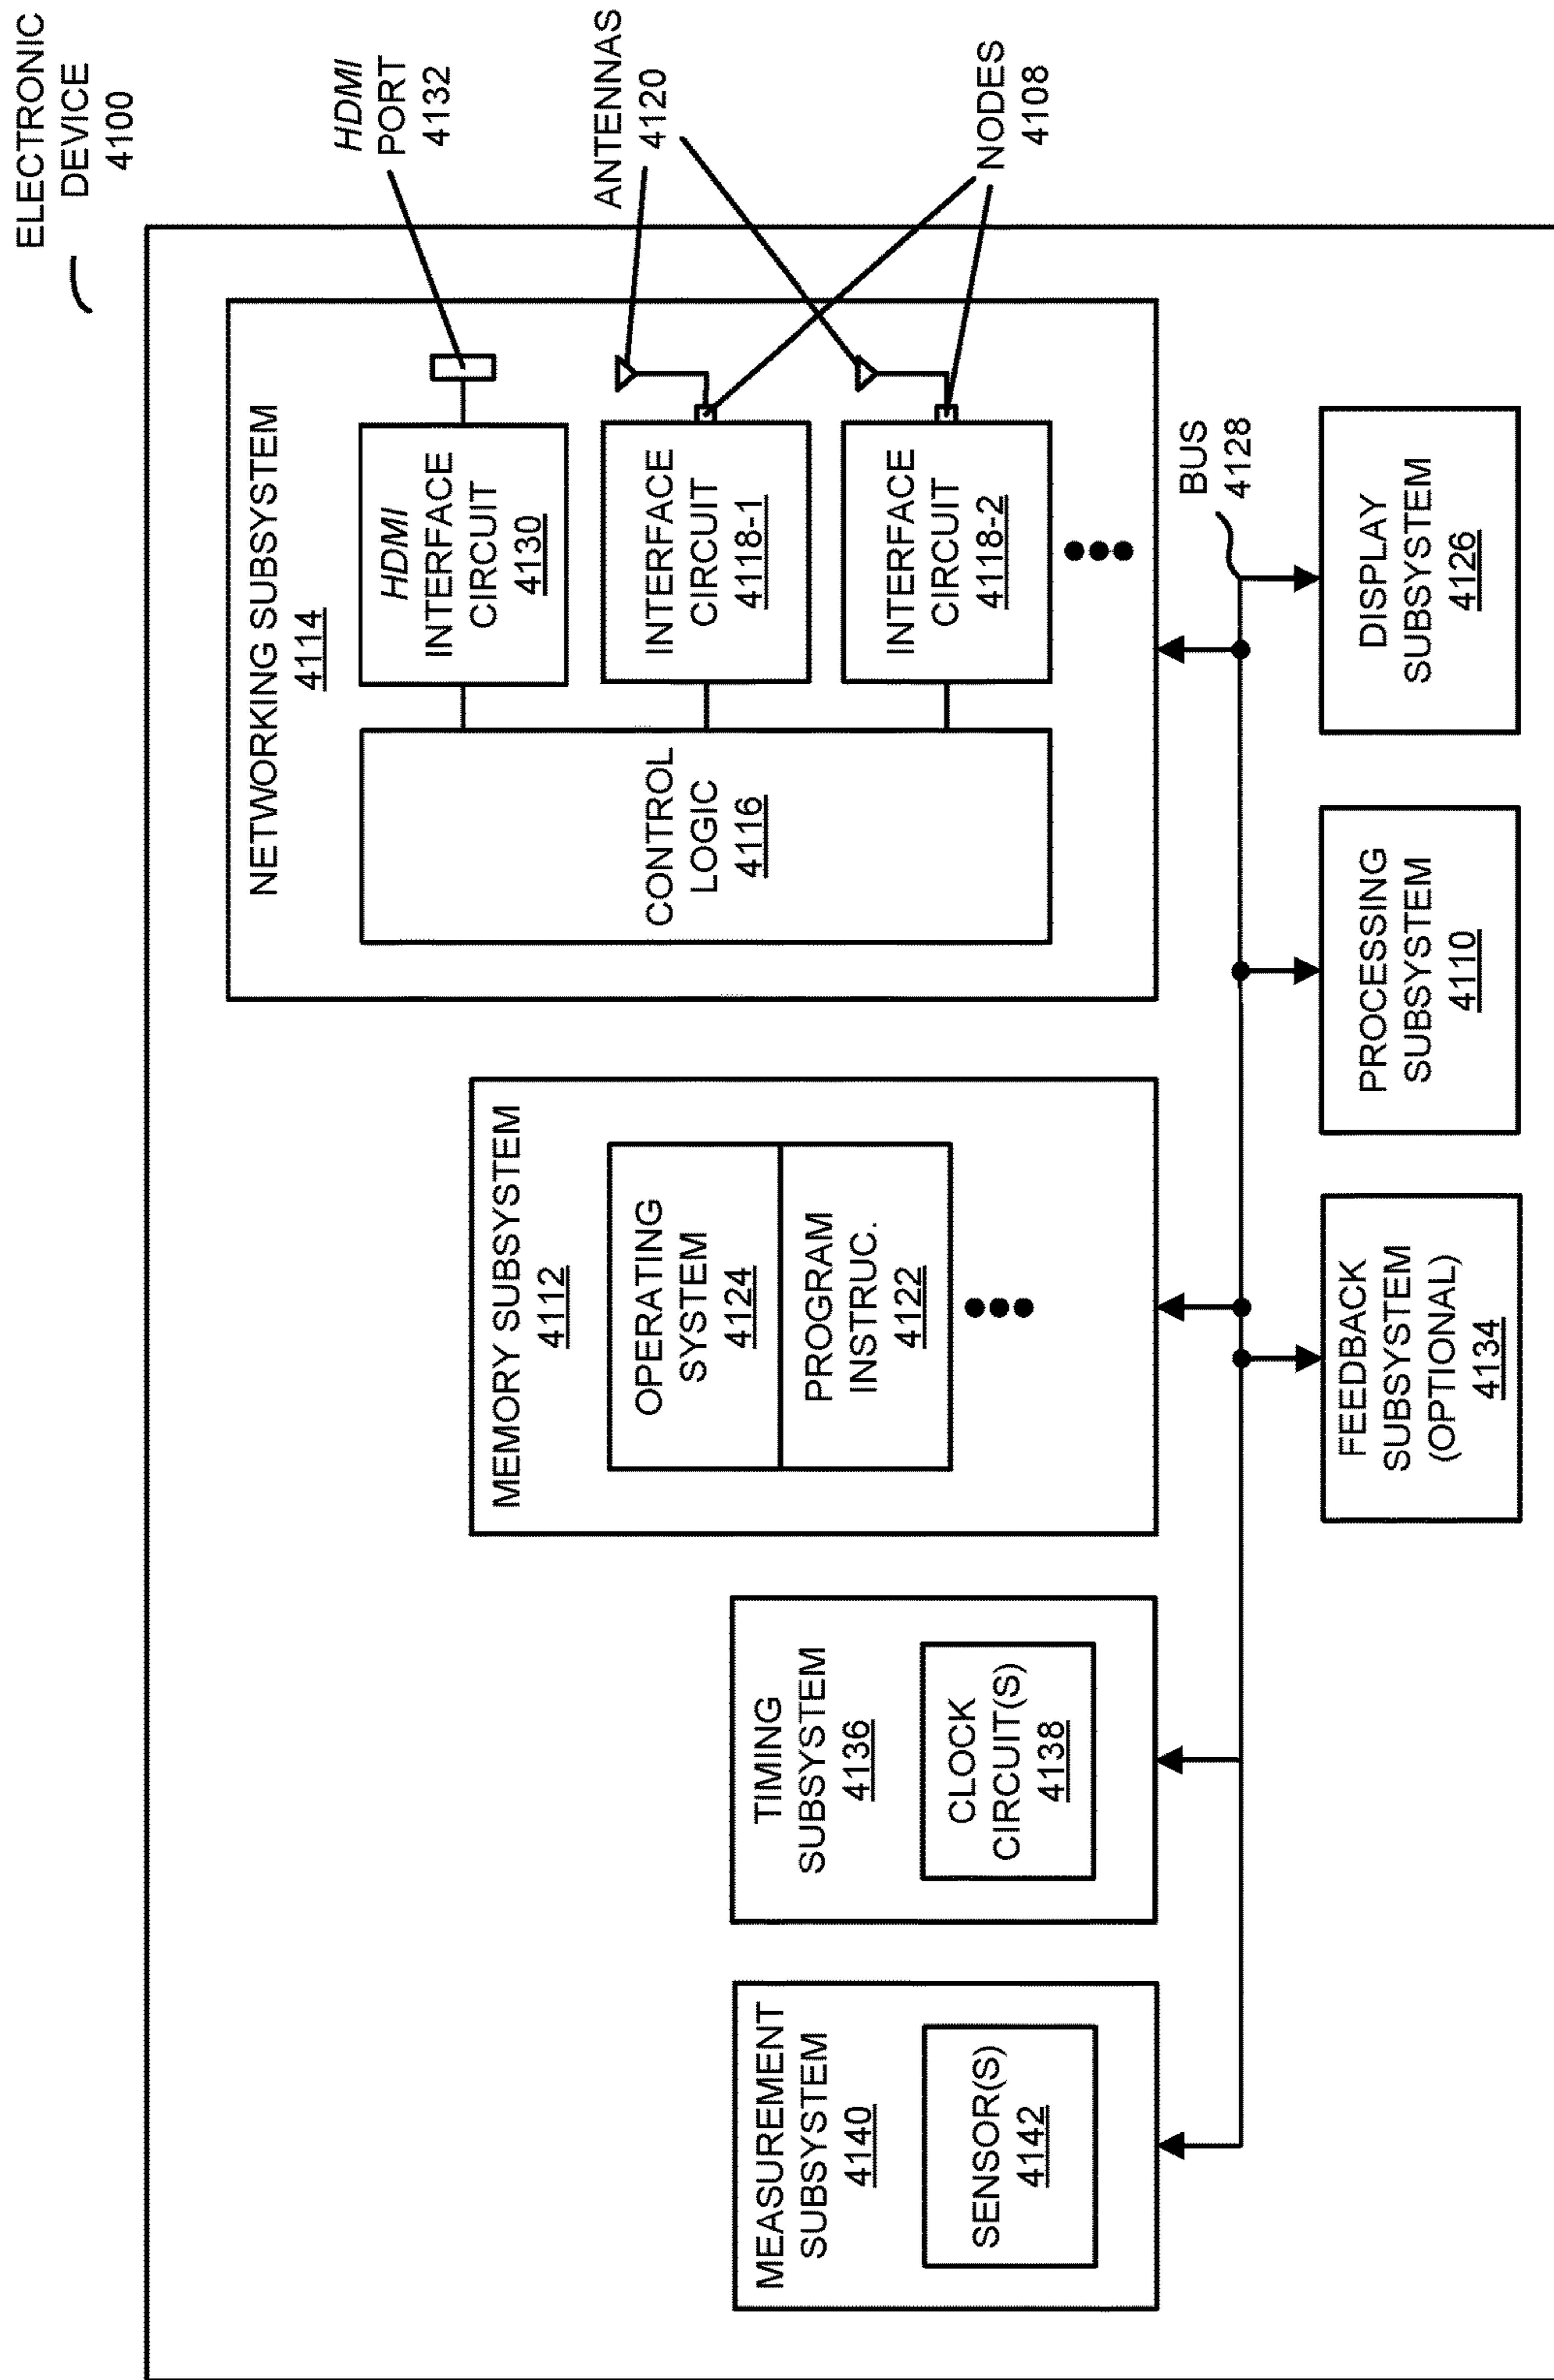 ELECTRONIC
DEVICE
4100
NETWORKING SUBSYSTEM
4114
HDMI
INTERFACE
CIRCUIT
4130
INTERFACE
CIRCUIT
4118-1
INTERFACE
CIRCUIT
4118-2
CONTROL
LOGIC
4116
HDMI
PORT
4132
ANTENNAS
4120
NODES
4108
MEMORY SUBSYSTEM
4112
OPERATING
SYSTEM
4124
PROGRAM
INSTRUC.
4122
TIMING
SUBSYSTEM
4136
CLOCK
CIRCUIT(S)
4138
MEASUREMENT
SUBSYSTEM
4140
SENSOR(S)
4142
BUS
4128
FEEDBACK
SUBSYSTEM
(OPTIONAL)
4134
PROCESSING
SUBSYSTEM
4110
DISPLAY
SUBSYSTEM
4126